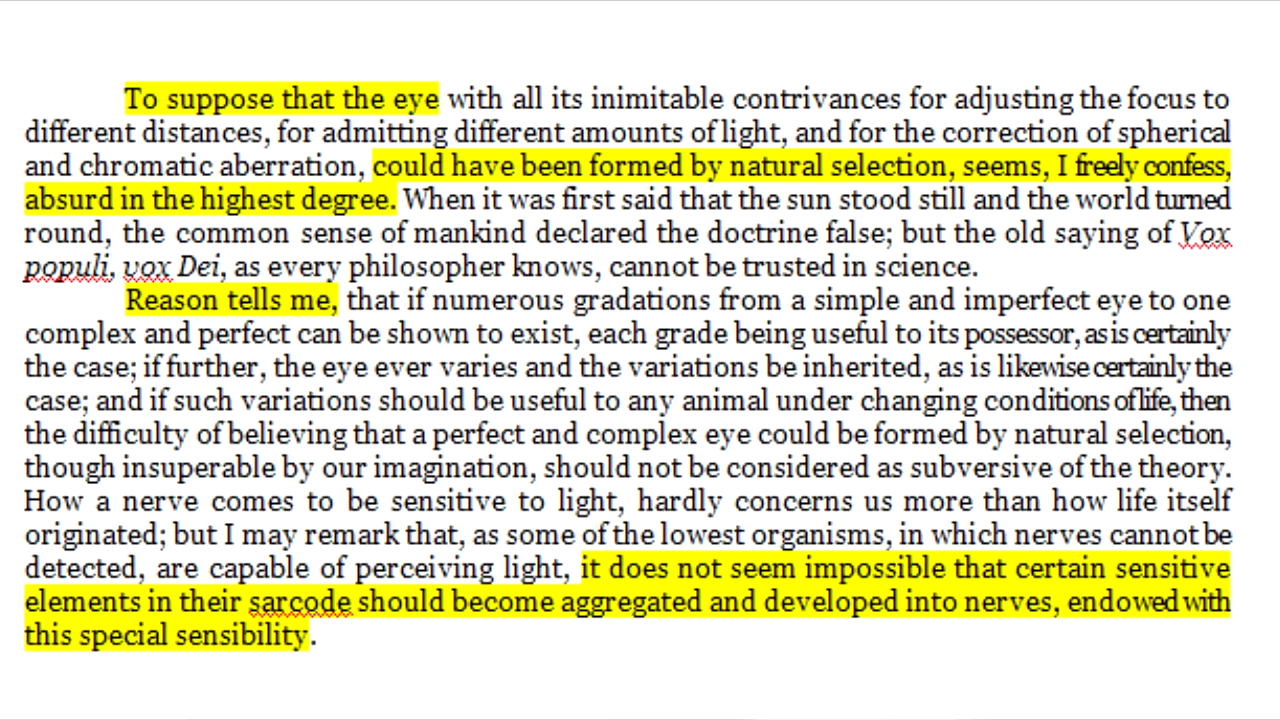 To suppose that the eye with all its inimitable contrivances for adjusting the focus to
different distances, for admitting different amounts of light, and for the correction of spherical
and chromatic aberration, could have been formed by natural selection, seems, I freely confess,
absurd in the highest degree. When it was first said that the sun stood still and the world turned
round, the common sense of mankind declared the doctrine false; but the old saying of Vox
populi, vox Dei, as every philosopher knows, cannot be trusted in science.
Reason tells me, that if numerous gradations from a simple and imperfect eye to one
complex and perfect can be shown to exist, each grade being useful to its possessor, as is certainly
the case; if further, the eye ever varies and the variations be inherited, as is likewise certainly the
case; and if such variations should be useful to any animal under changing conditions of life, then
the difficulty of believing that a perfect and complex eye could be formed by natural selection,
though insuperable by our imagination, should not be considered as subversive of the theory.
How a nerve comes to be sensitive to light, hardly concerns us more than how life itself
originated; but I may remark that, as some of the lowest organisms, in which nerves cannot be
detected, are capable of perceiving light, it does not seem impossible that certain sensitive
elements in their sarcode should become aggregated and developed into nerves, endowed with
this special sensibility.